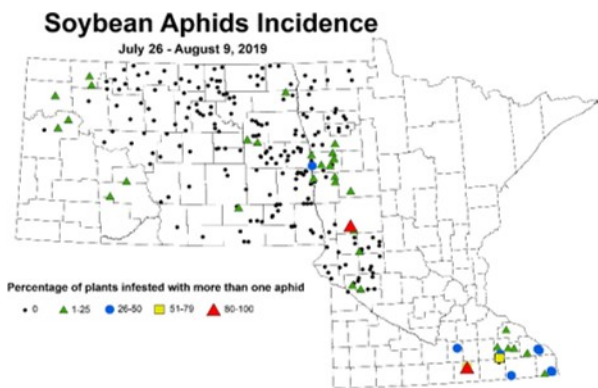 Soybean Aphids Incidence
July 26 - August 9, 2019
Percentage of plants infested with more than one aphid
0 1-25 26-50 51-79 80-100